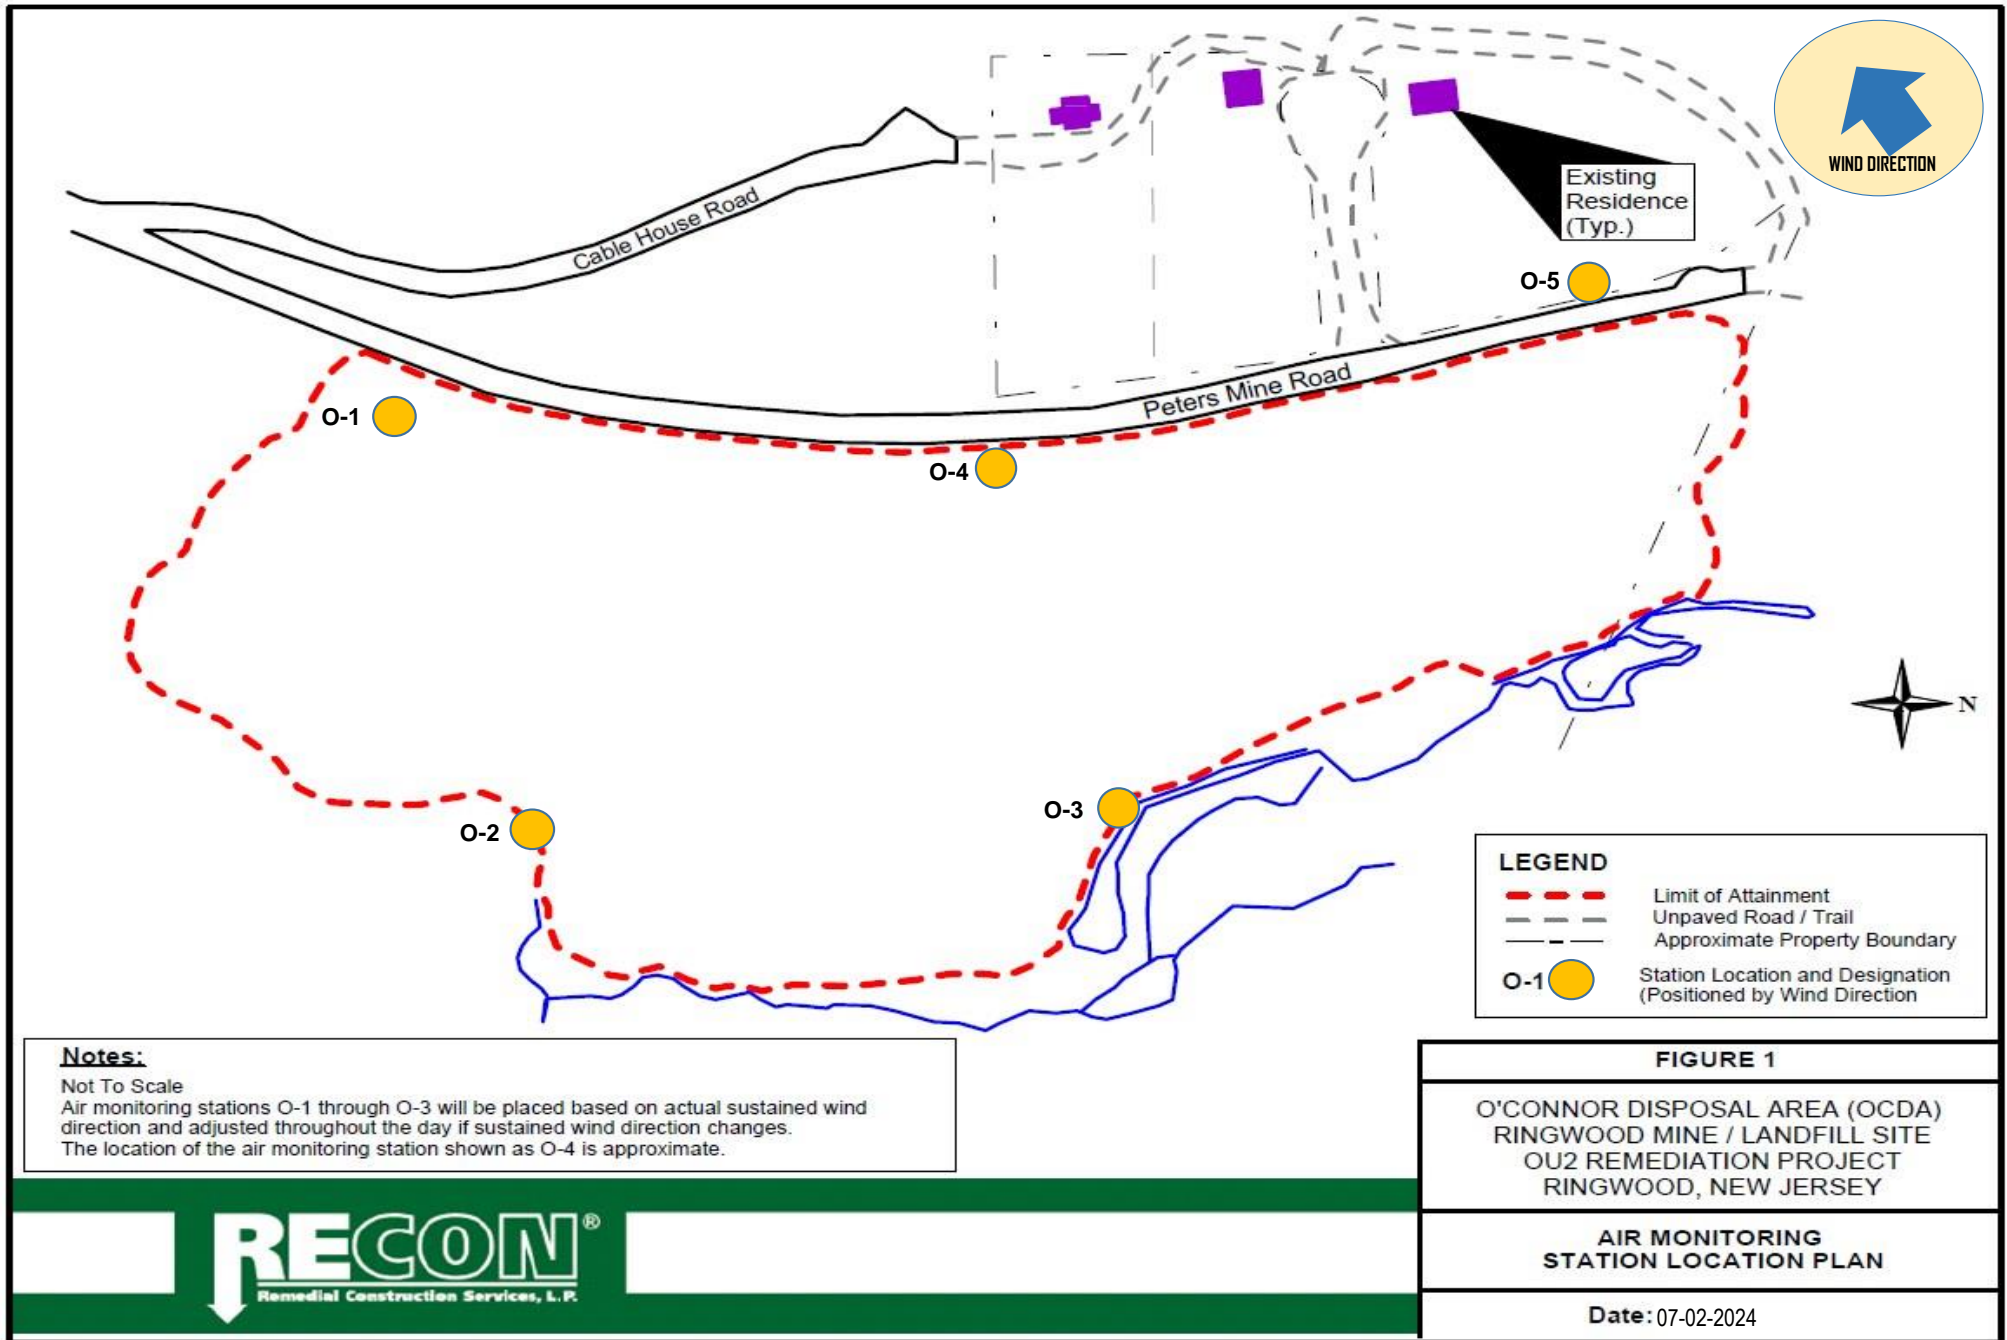 WIND DIRECTION
Existing
Residence
(Typ.)
Cable House Road
O-5
Peters Mine Road
O-1
O-4
N
O-3
O-2
LEGEND
Limit of Attainment
Unpaved Road / Trail
Approximate Property Boundary
O-1
Station Location and Designation
(Positioned by Wind Direction
Notes:
Not To Scale
Air monitoring stations O-1 through O-3 will be placed based on actual sustained wind
direction and adjusted throughout the day if sustained wind direction changes.
The location of the air monitoring station shown as O-4 is approximate.
FIGURE 1
O'CONNOR DISPOSAL AREA (OCDA)
RINGWOOD MINE / LANDFILL SITE
OU2 REMEDIATION PROJECT
RINGWOOD, NEW JERSEY
AIR MONITORING
STATION LOCATION PLAN
Date: 07-02-2024
RECON®
Remedial Construction Services, L.P.